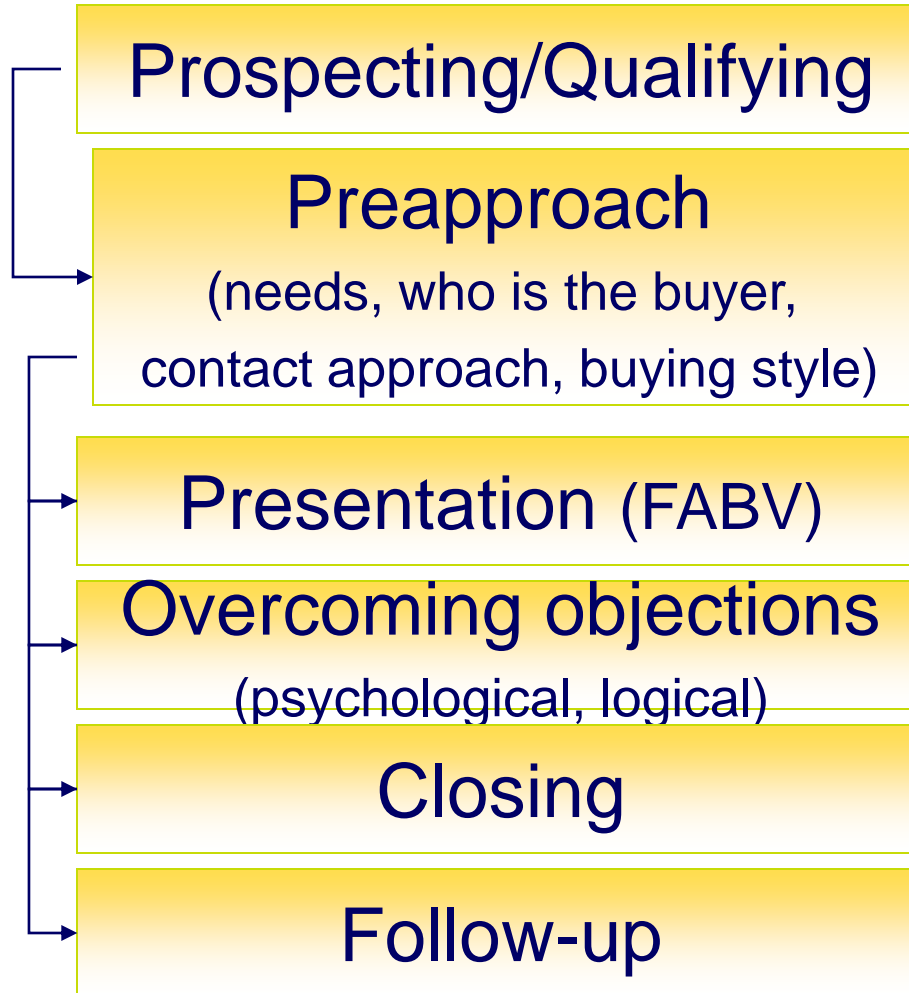 Prospecting/Qualifying
Preapproach
(needs, who is the buyer,
contact approach, buying style)
Presentation (FABV)
Overcoming objections
(psychological, logical)
Closing
Follow-up